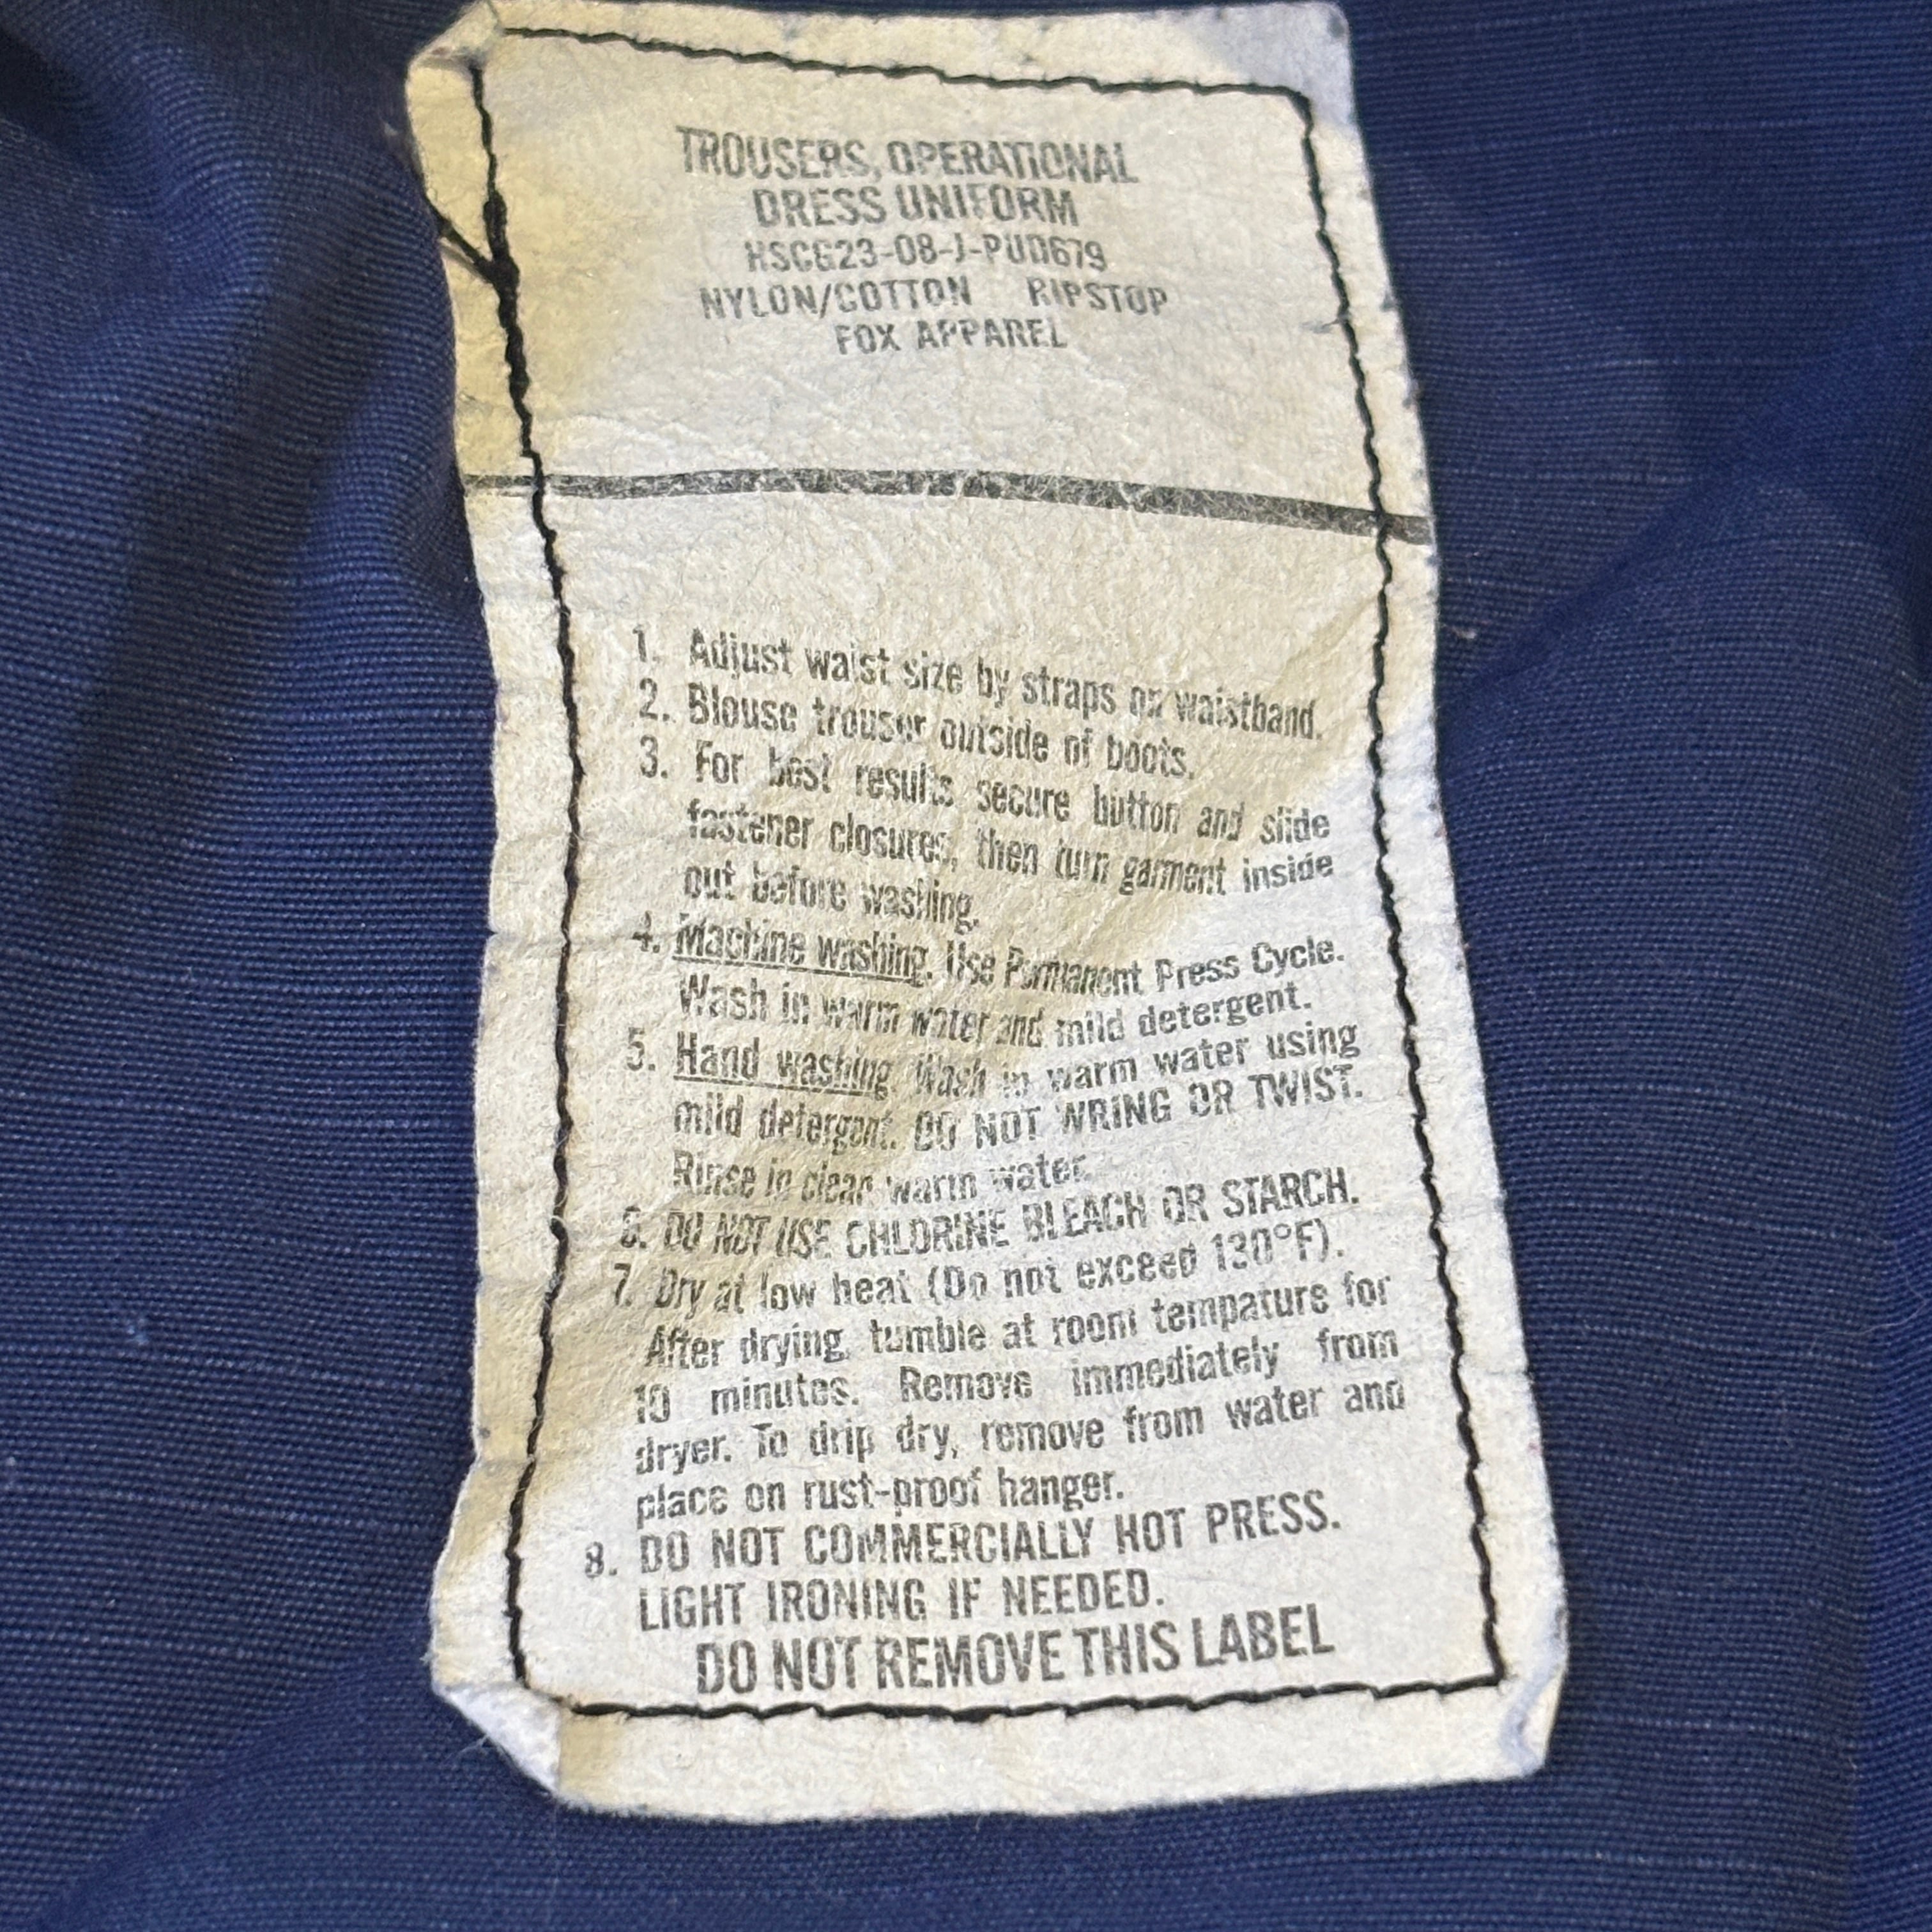 TROUSERS, OPERATIONAL
DRESS UNIFORM
HSCG23-08-J-PUD679
NYLON/COTTON RIPSTOP
FOX APPAREL
1. Adjust waist size by straps on waistband.
2. Blouse trouser outside of boots.
3. For best results secure button and slide
fastener closures, then turn garment inside
out before washing.
4. Machine washing. Use Permanent Press Cycle.
Wash in warm water and mild detergent.
5. Hand washing. Wash in warm water using
mild detergent. DO NOT WRING OR TWIST.
Rinse in clean warm water.
6. DO NOT USE CHLORINE BLEACH OR STARCH.
7. Dry at low heat (Do not exceed 130°F).
After drying, tumble at room tempature for
10 minutes. Remove immediately from
dryer. To drip dry, remove from water and
place on rust-proof hanger.
8. DO NOT COMMERCIALLY HOT PRESS.
LIGHT IRONING IF NEEDED.
DO NOT REMOVE THIS LABEL